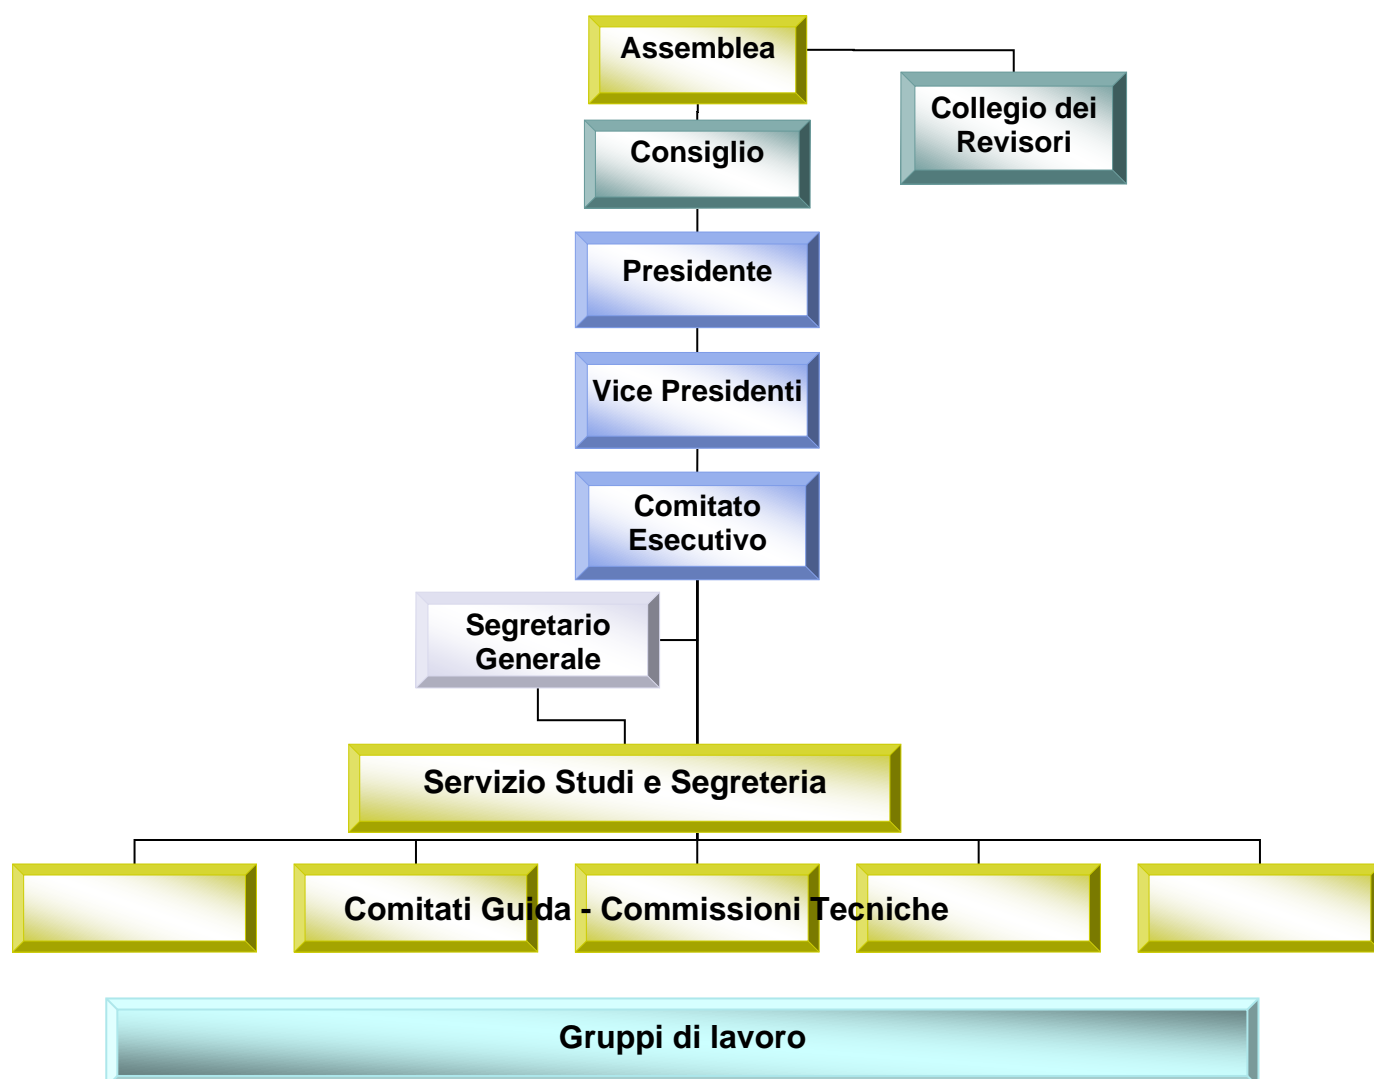 Assemblea
Collegio dei
Revisori
Consiglio
Presidente
Vice Presidenti
Comitato
Esecutivo
Segretario
Generale
Servizio Studi e Segreteria
Comitati Guida - Commissioni Tecniche
Gruppi di lavoro